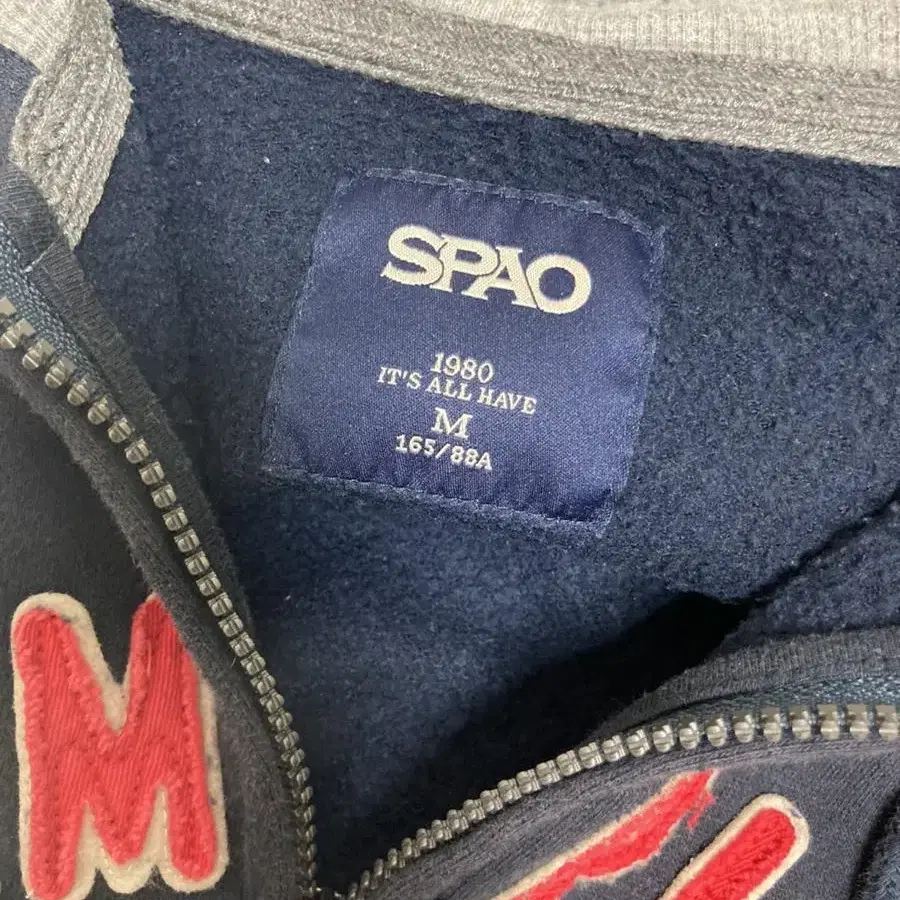 SPAO
1980
IT'S ALL HAVE
M
165/88A
M